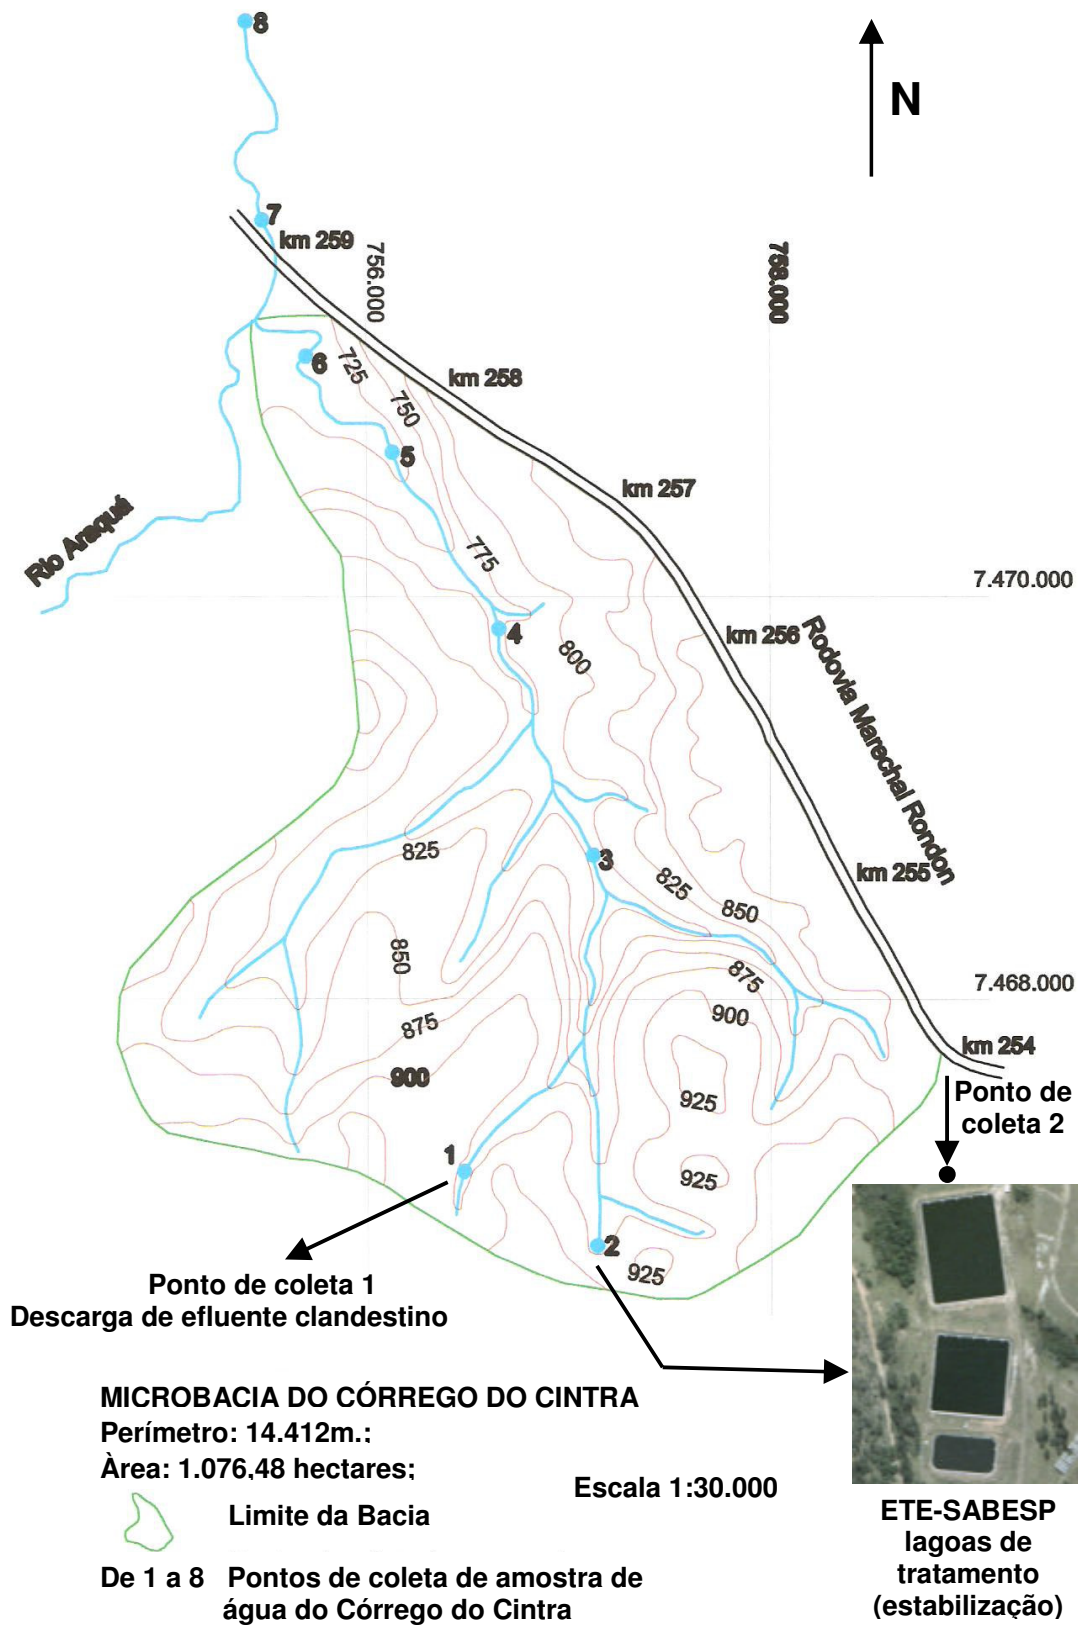 8
N
7
km 259
756.000
758.000
6
725
km 258
750
5
km 257
Rio Araquá
775
7.470.000
4
km 256
800
Rodovia Marechal Rondon
825
3
825
km 255
850
850
875
7.468.000
875
900
km 254
900
925
Ponto de
coleta 2
1
925
2
925
Ponto de coleta 1
Descarga de efluente clandestino
MICROBACIA DO CÓRREGO DO CINTRA
Perímetro: 14.412m.;
Àrea: 1.076,48 hectares;
Escala 1:30.000
Limite da Bacia
ETE-SABESP
lagoas de
tratamento
(estabilização)
De 1 a 8 Pontos de coleta de amostra de
água do Córrego do Cintra